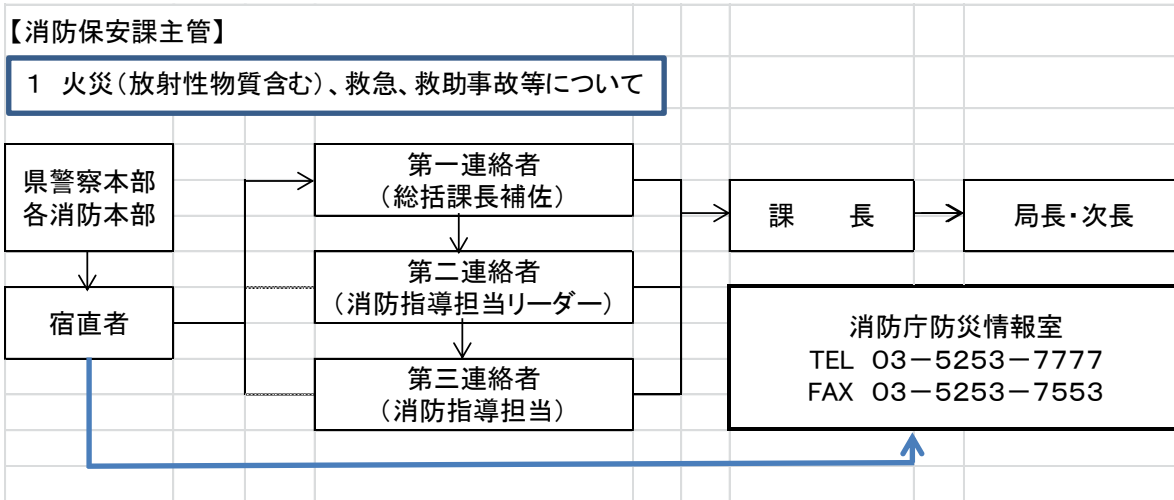 【消防保安課主管】
1　火災（放射性物質含む）、救急、救助事故等について
県警察本部
各消防本部
宿直者
第一連絡者
（総括課長補佐）
第二連絡者
（消防指導担当リーダー）
第三連絡者
（消防指導担当）
課　　長
局長・次長
消防庁防災情報室
TEL　03－5253－7777
FAX　03－5253－7553